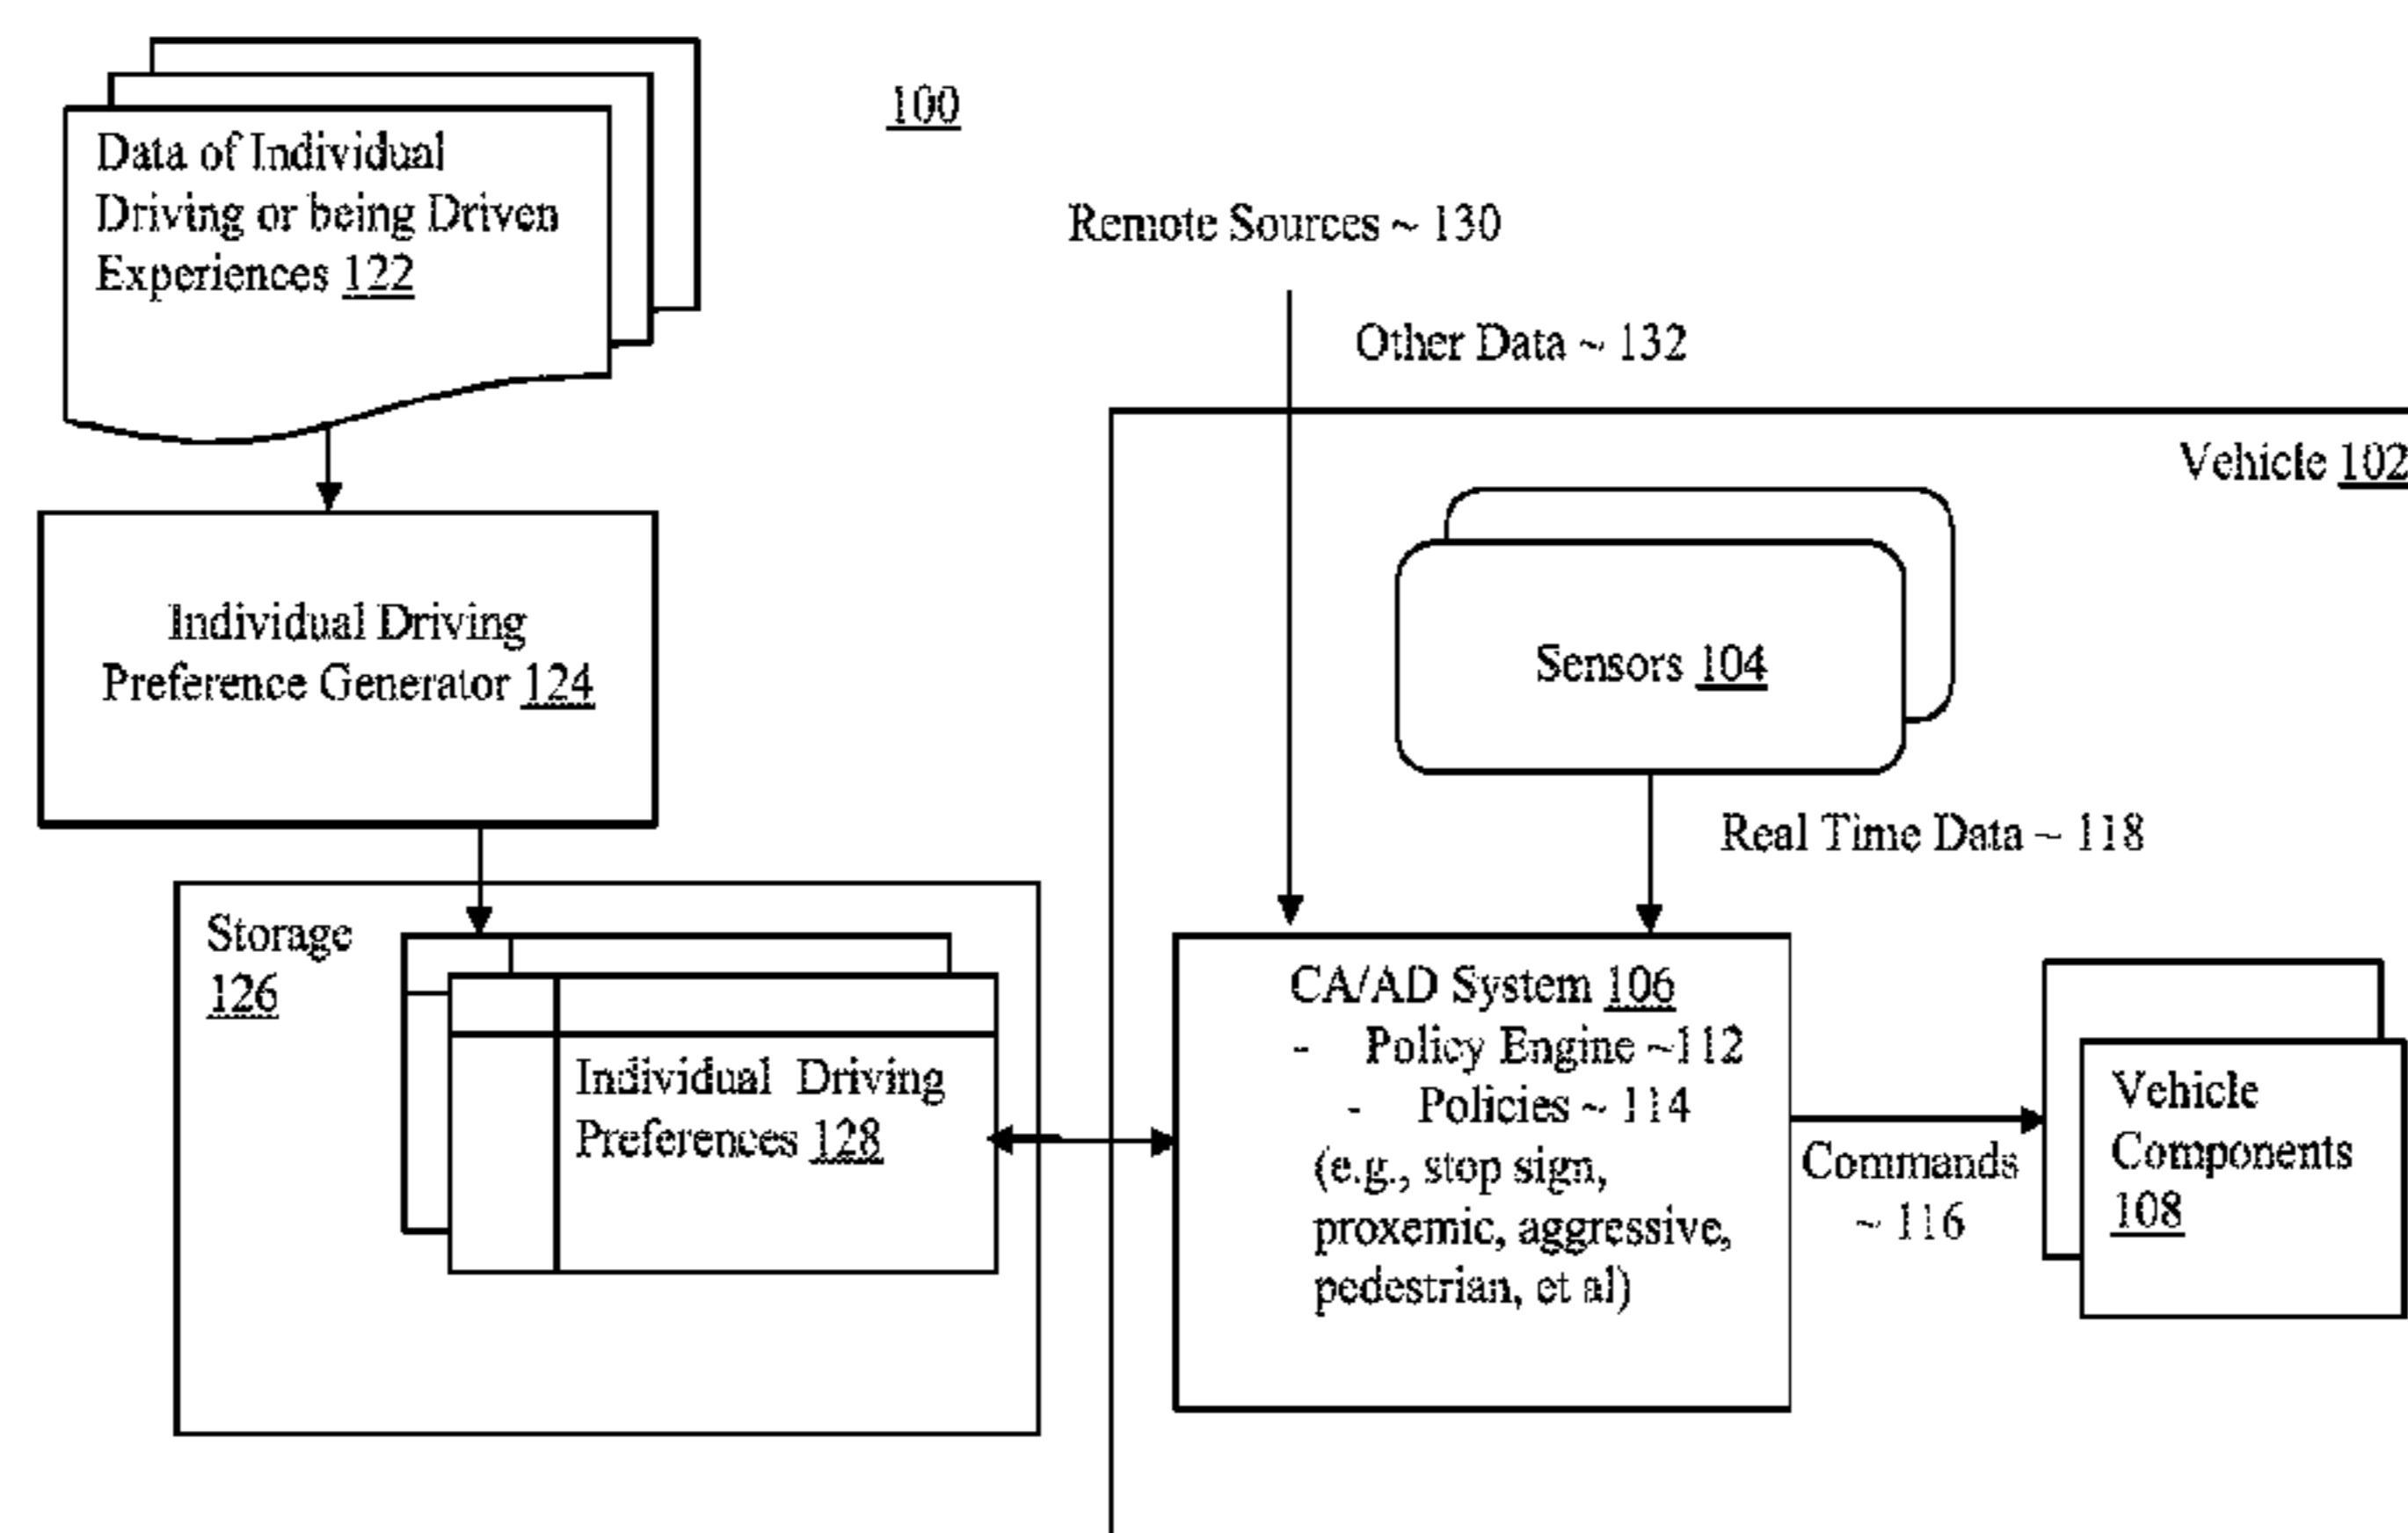 100
Data of Individual
Driving or being Driven
Experiences 122
Remote Sources ~ 130
Other Data ~ 132
Vehicle 102
Individual Driving
Preference Generator 124
Sensors 104
Real Time Data ~ 118
Storage
126
Individual Driving
Preferences 128
CA/AD System 106
- Policy Engine ~112
- Policies ~ 114
(e.g., stop sign,
proxemic, aggressive,
pedestrian, et al)
Commands
~ 116
Vehicle
Components
108